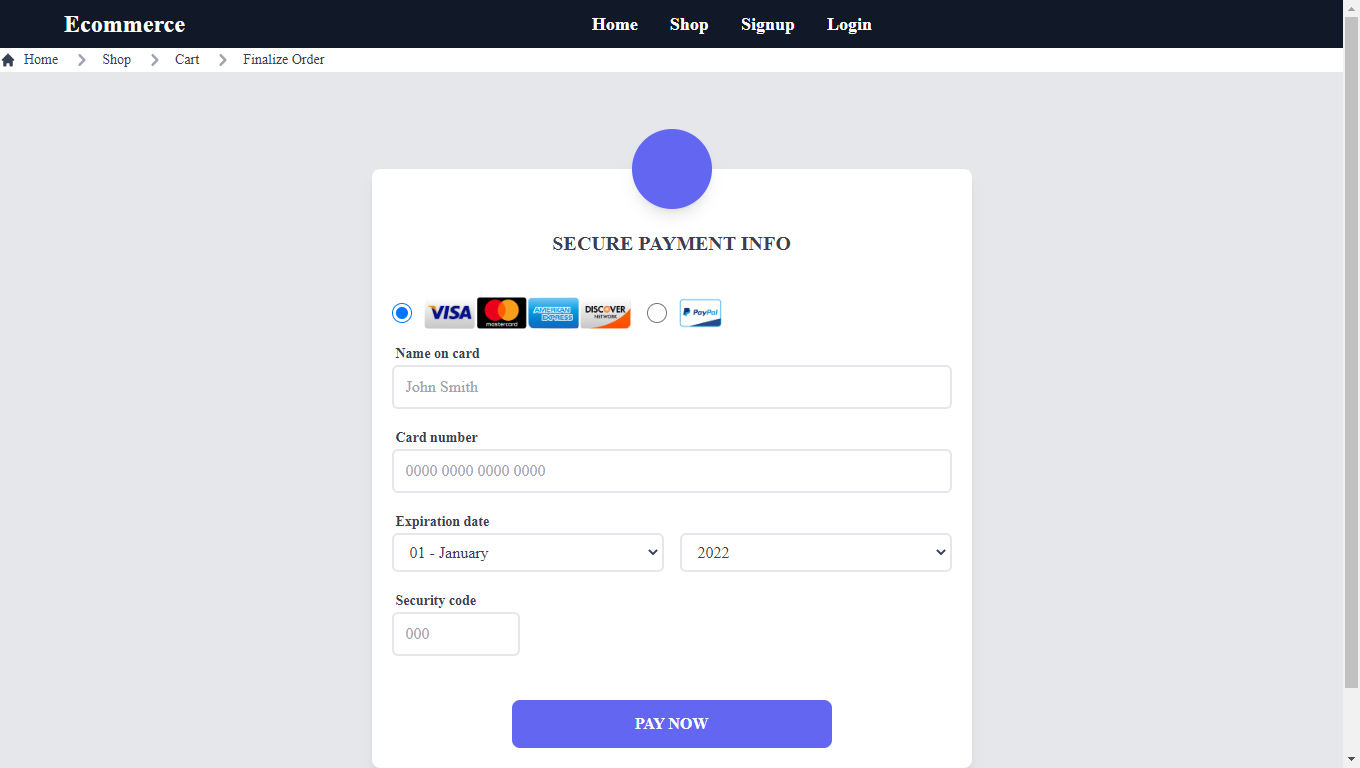 Ecommerce Home Shop Signup Login
Home Shop Cart Finalize Order
SECURE PAYMENT INFO
VISA mastercard AMERICAN EXPRESS DISCOVER NETWORK PayPal
Name on card
John Smith
Card number
0000 0000 0000 0000
Expiration date
01 - January 2022
Security code
000
PAY NOW